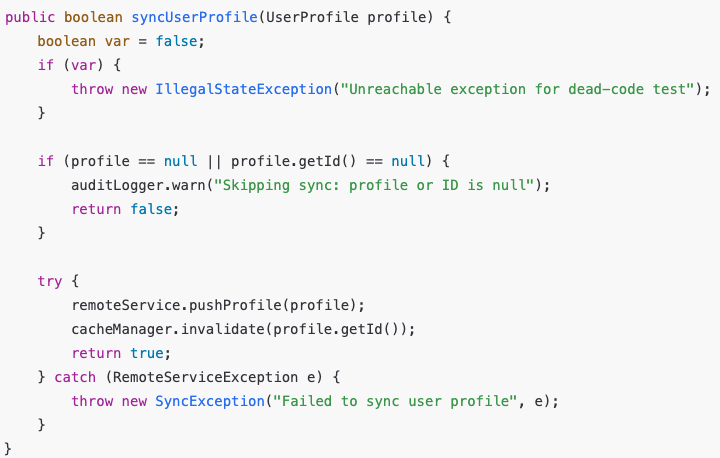 public boolean syncUserProfile(UserProfile profile) {
    boolean var = false;
    if (var) {
        throw new IllegalStateException("Unreachable exception for dead-code test");
    }

    if (profile == null || profile.getId() == null) {
        auditLogger.warn("Skipping sync: profile or ID is null");
        return false;
    }

    try {
        remoteService.pushProfile(profile);
        cacheManager.invalidate(profile.getId());
        return true;
    } catch (RemoteServiceException e) {
        throw new SyncException("Failed to sync user profile", e);
    }
}